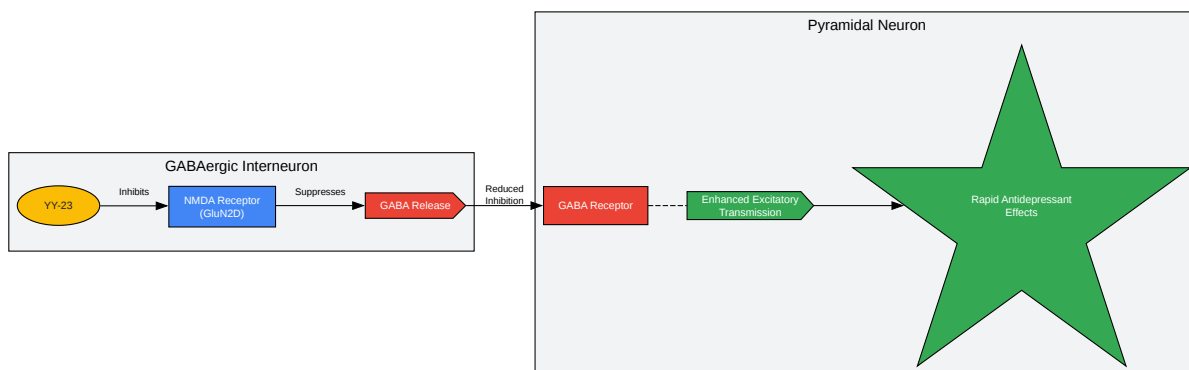 Pyramidal Neuron
GABAergic Interneuron
YY-23
Inhibits
NMDA Receptor
(GluN2D)
Suppresses
GABA Release
Reduced
Inhibition
GABA Receptor
Enhanced Excitatory
Transmission
Rapid Antidepressant
Effects